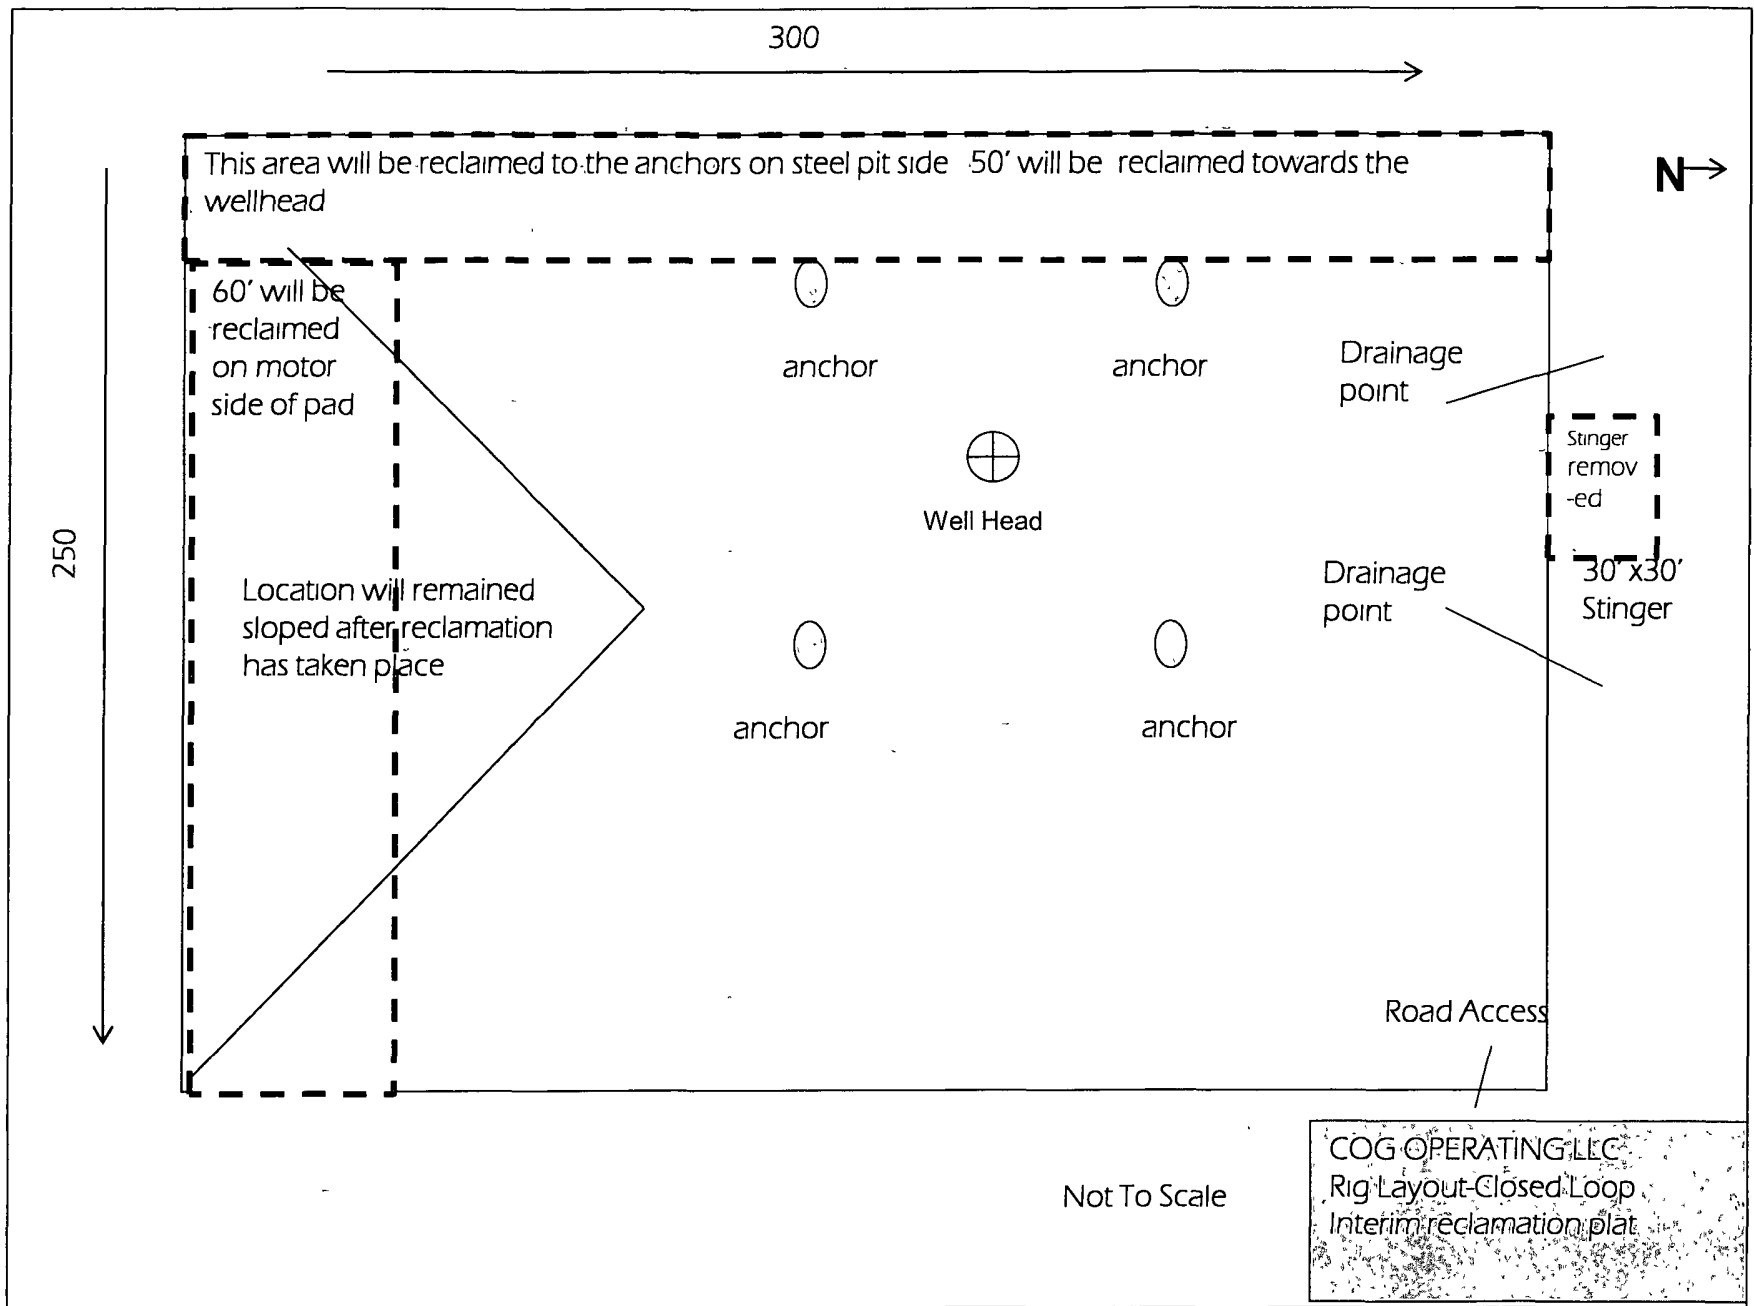 300
This area will be reclaimed to the anchors on steel pit side 50' will be reclaimed towards the
wellhead
N
60' will be
reclaimed
on motor
side of pad
anchor
anchor
Drainage
point
Stinger
remov
-ed
Well Head
250
30'x30'
Stinger
Drainage
point
Location will remained
sloped after reclamation
has taken place
anchor
anchor
Road Access
Not To Scale
COG OPERATING LLC
Rig Layout-Closed Loop
Interim reclamation plat